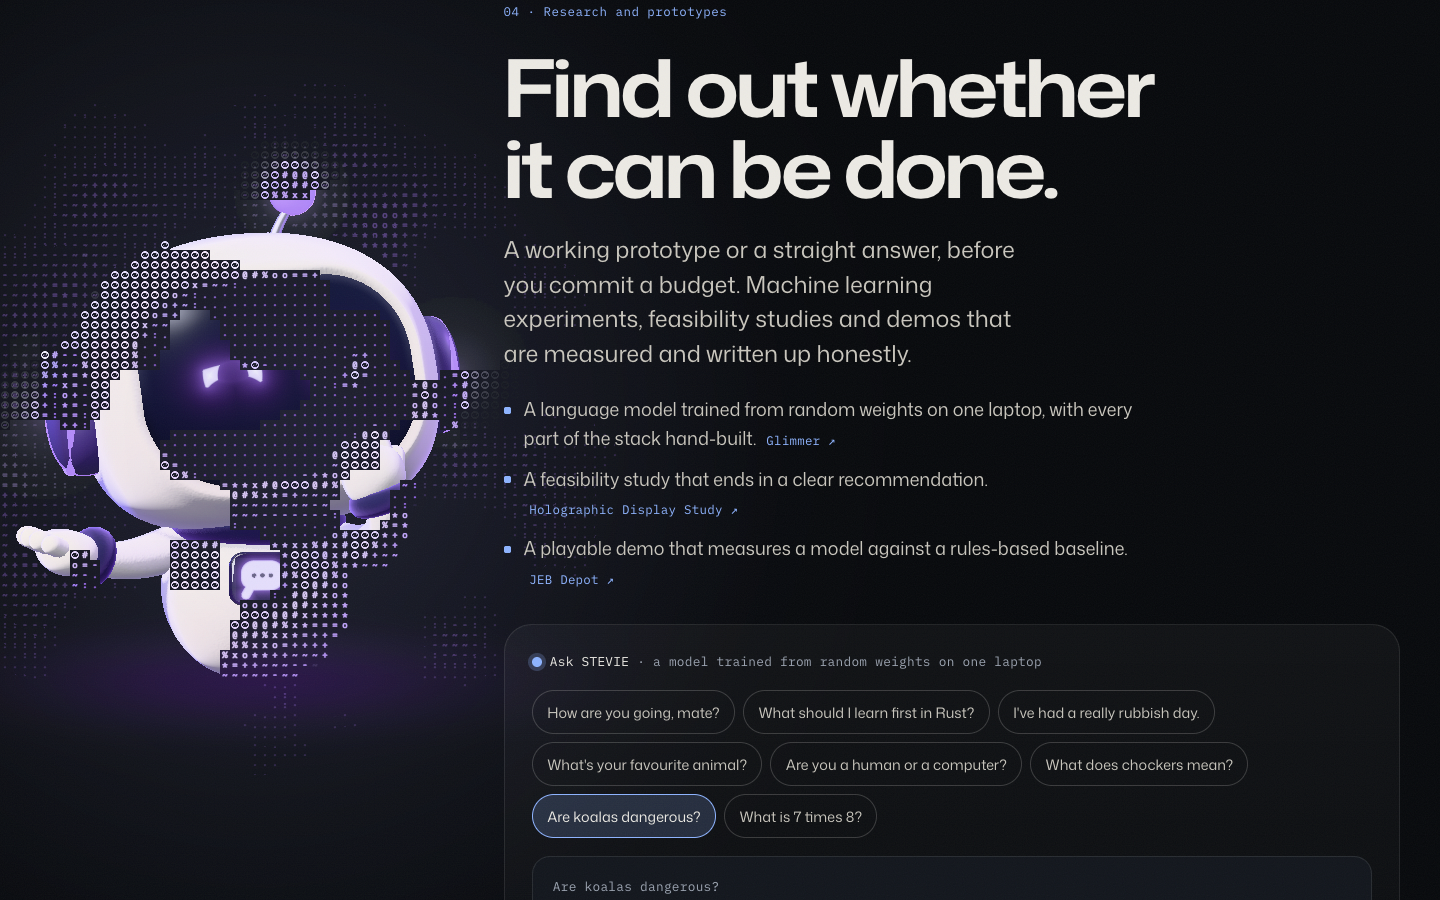 04 · Research and prototypes
Find out whether
it can be done.
A working prototype or a straight answer, before
you commit a budget. Machine learning
experiments, feasibility studies and demos that
are measured and written up honestly.
A language model trained from random weights on one laptop, with every
part of the stack hand-built. Glimmer ↗
A feasibility study that ends in a clear recommendation.
Holographic Display Study ↗
A playable demo that measures a model against a rules-based baseline.
JEB Depot ↗
Ask STEVIE · a model trained from random weights on one laptop
How are you going, mate? What should I learn first in Rust? I've had a really rubbish day.
What's your favourite animal? Are you a human or a computer? What does chockers mean?
Are koalas dangerous? What is 7 times 8?
Are koalas dangerous?